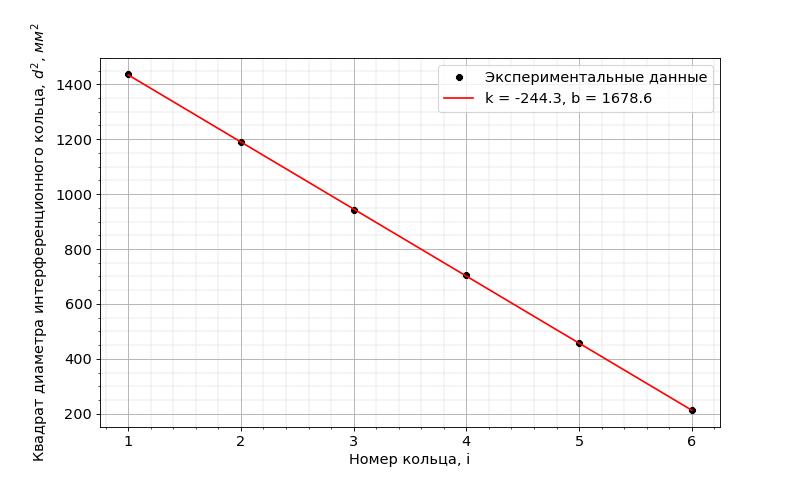 Квадрат диаметра интерференционного кольца, d², мм²
1400
1200
1000
800
600
400
200
Экспериментальные данные
k = -244.3, b = 1678.6
1 2 3 4 5 6
Номер кольца, i